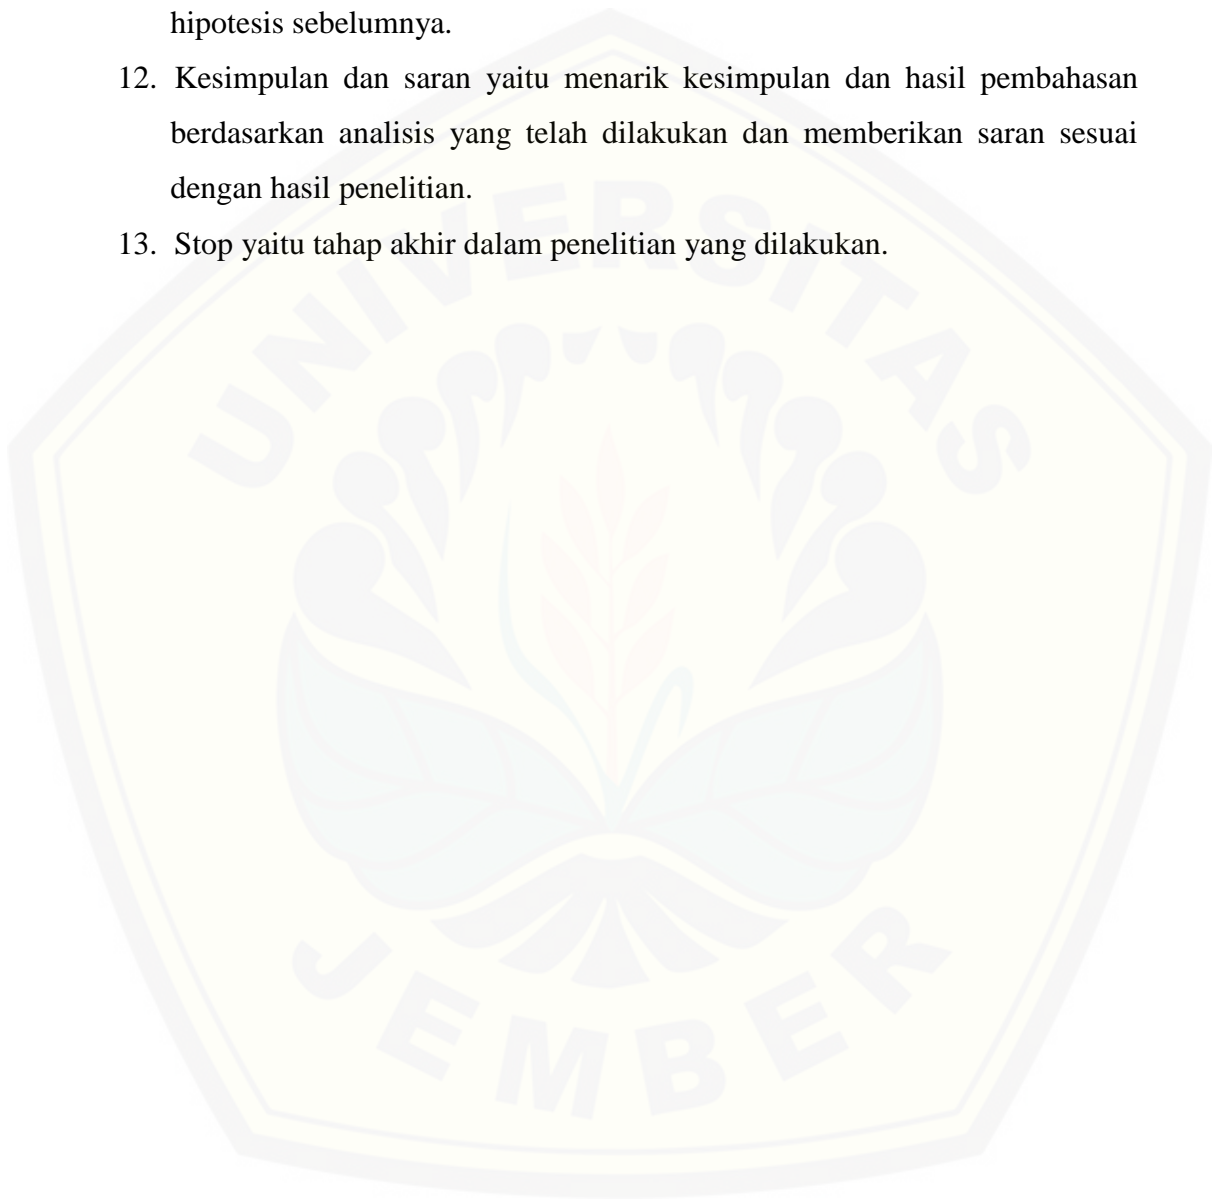 hipotesis sebelumnya.
12. Kesimpulan dan saran yaitu menarik kesimpulan dan hasil pembahasan
berdasarkan analisis yang telah dilakukan dan memberikan saran sesuai
dengan hasil penelitian.
13. Stop yaitu tahap akhir dalam penelitian yang dilakukan.
UNIVERSITAS
JEMBER